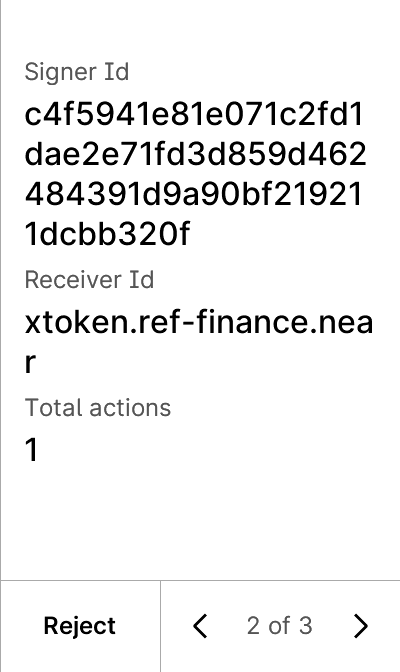 Signer Id
c4f5941e81e071c2fd1
dae2e71fd3d859d462
484391d9a90bf21921
1dcbb320f
Receiver Id
xtoken.ref-finance.nea
r
Total actions
1
Reject
2 of 3